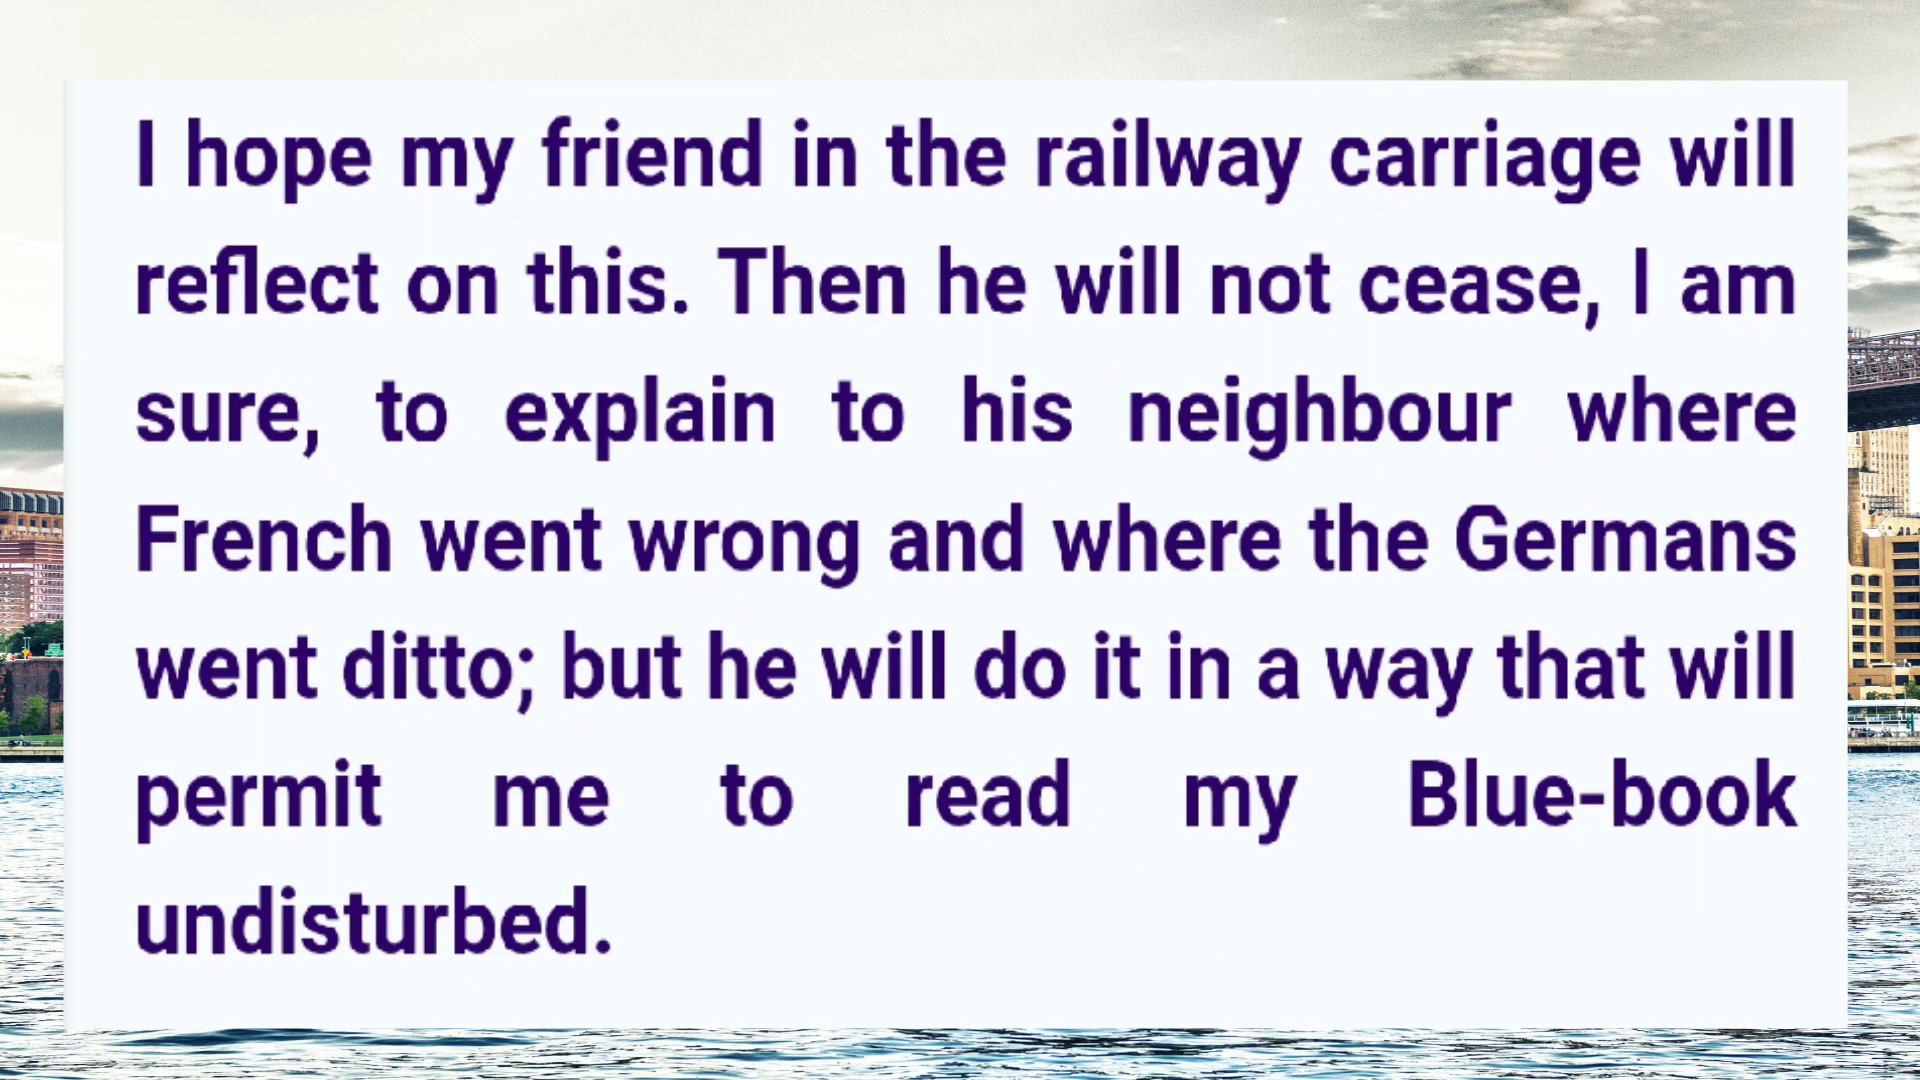 I hope my friend in the railway carriage will
reflect on this. Then he will not cease, I am
sure, to explain to his neighbour where
French went wrong and where the Germans
went ditto; but he will do it in a way that will
permit me to read my Blue-book
undisturbed.